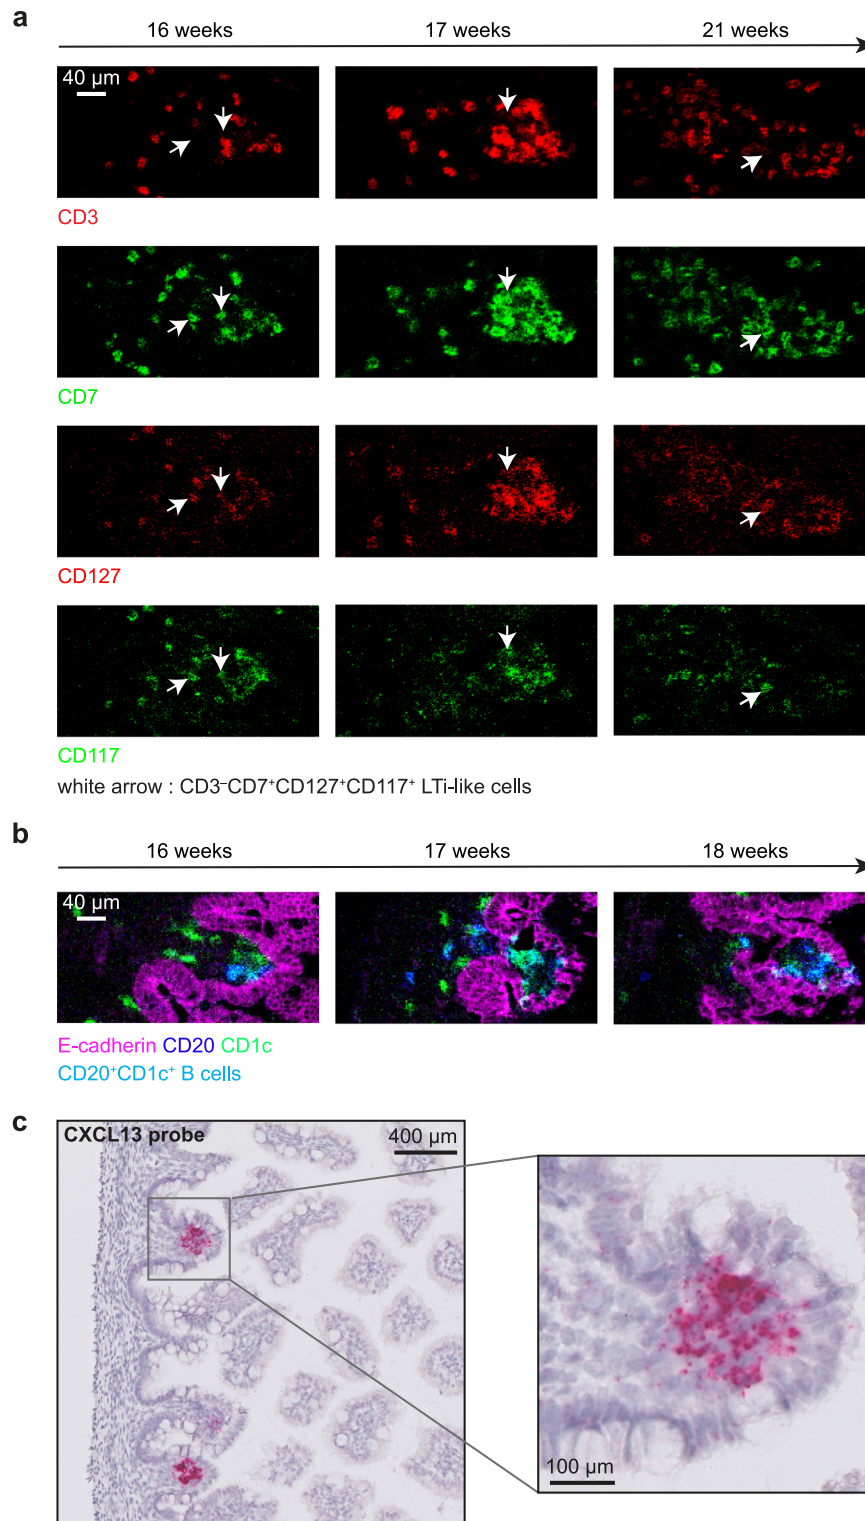 a
16 weeks 17 weeks 21 weeks
40 µm
CD3
CD7
CD127
CD117
white arrow : CD3⁻CD7⁺CD127⁺CD117⁺ LTi-like cells
b
16 weeks 17 weeks 18 weeks
40 µm
E-cadherin CD20 CD1c
CD20⁺CD1c⁺ B cells
c
CXCL13 probe 400 µm
100 µm